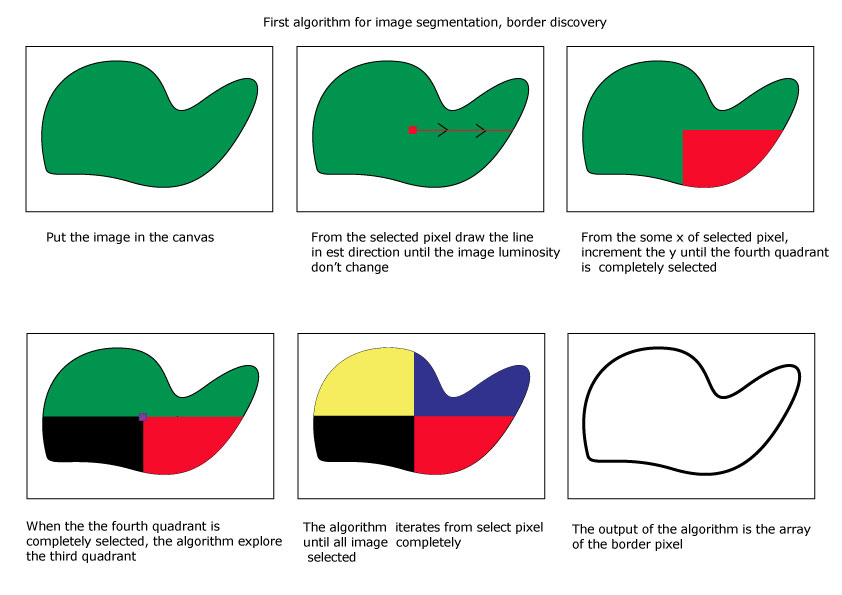 First algorithm for image segmentation, border discovery
Put the image in the canvas
From the selected pixel draw the line
in est direction until the image luminosity
don't change
From the some x of selected pixel,
increment the y until the fourth quadrant
is completely selected
When the the fourth quadrant is
completely selected, the algorithm explore
the third quadrant
The algorithm iterates from select pixel
until all image completely
selected
The output of the algorithm is the array
of the border pixel